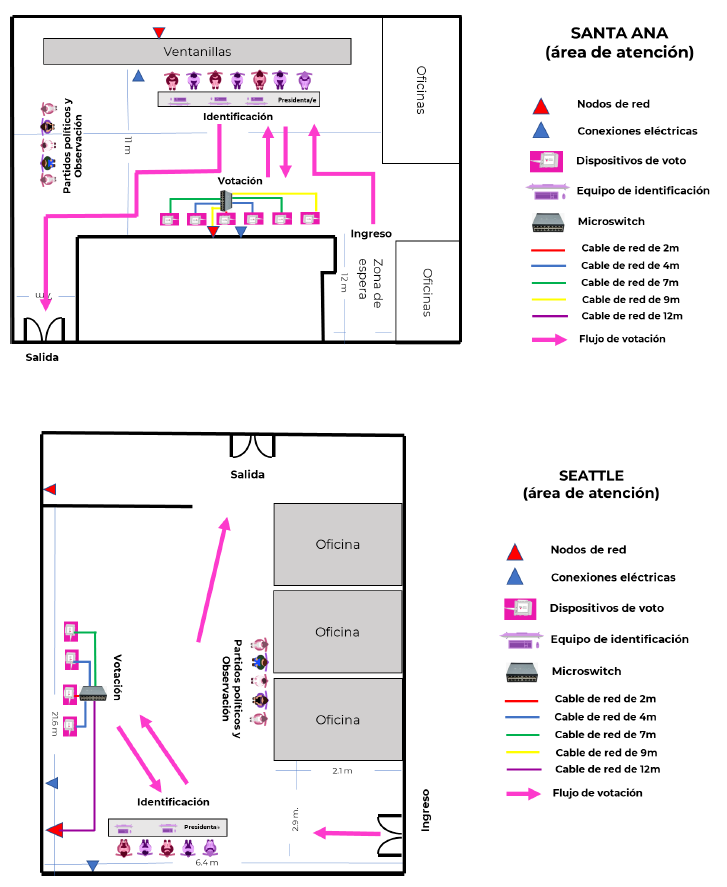 SANTA ANA
(área de atención)
Ventanillas
Oficinas
Presidenta/e
Identificación
Partidos políticos y
Observación
11 m
Votación
Ingreso
Zona de
espera
12 m
Oficinas
m
Salida
Nodos de red
Conexiones eléctricas
Dispositivos de voto
Equipo de identificación
Microswitch
Cable de red de 2m
Cable de red de 4m
Cable de red de 7m
Cable de red de 9m
Cable de red de 12m
Flujo de votación
SEATTLE
(área de atención)
Salida
Oficina
Oficina
Oficina
Partidos políticos y
Observación
Votación
21.6 m
2.1 m
2.9 m.
Ingreso
Identificación
Presidenta/e
6.4 m
Nodos de red
Conexiones eléctricas
Dispositivos de voto
Equipo de identificación
Microswitch
Cable de red de 2m
Cable de red de 4m
Cable de red de 7m
Cable de red de 9m
Cable de red de 12m
Flujo de votación